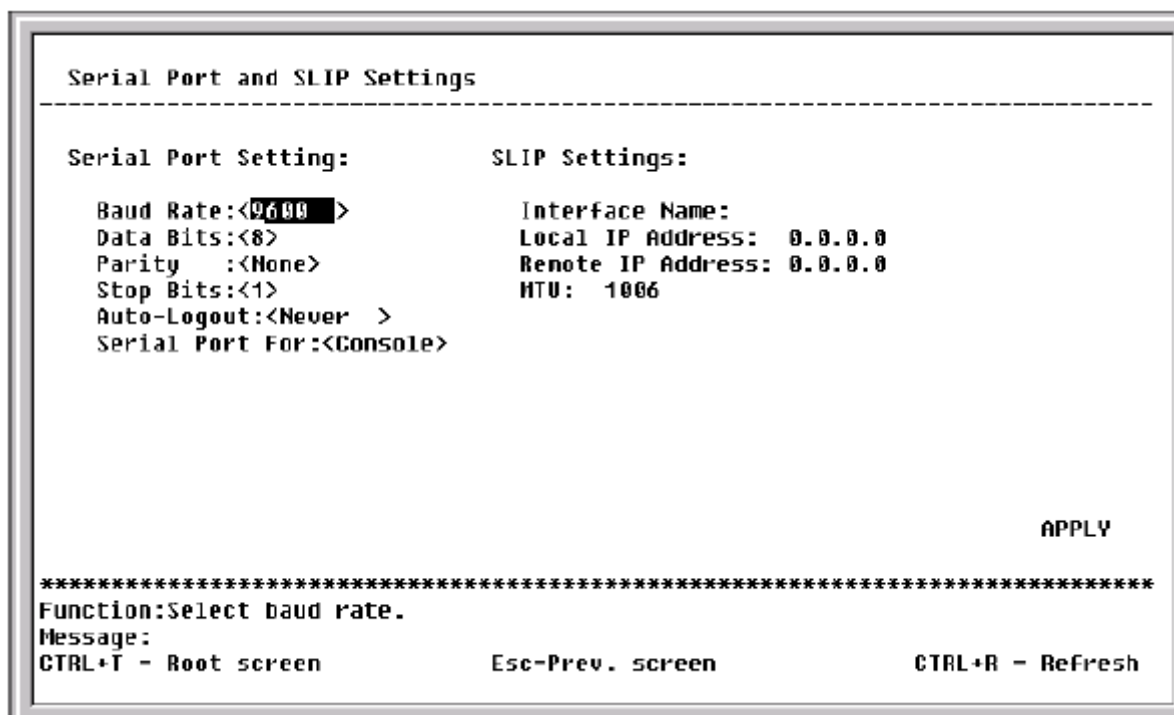 Serial Port and SLIP Settings
--------------------------------------------------------------------------------
Serial Port Setting: SLIP Settings:
Baud Rate:<9600 > Interface Name:
Data Bits:<8> Local IP Address: 0.0.0.0
Parity :<None> Remote IP Address: 0.0.0.0
Stop Bits:<1> MTU: 1006
Auto-Logout:<Never >
Serial Port For:<Console>
APPLY
********************************************************************************
Function:Select baud rate.
Message:
CTRL+T - Root screen Esc-Prev. screen CTRL+R - Refresh